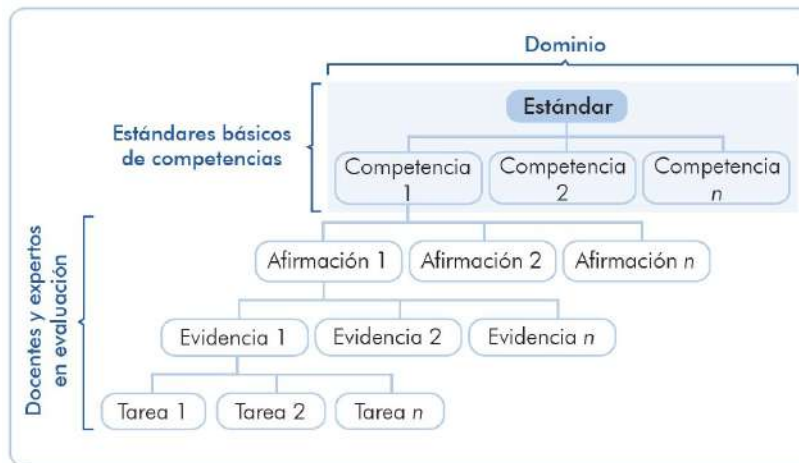 Dominio
Estándares básicos
de competencias
Estándar
Competencia
1
Competencia
2
Competencia
n
Docentes y expertos
en evaluación
Afirmación 1
Afirmación 2
Afirmación n
Evidencia 1
Evidencia 2
Evidencia n
Tarea 1
Tarea 2
Tarea n